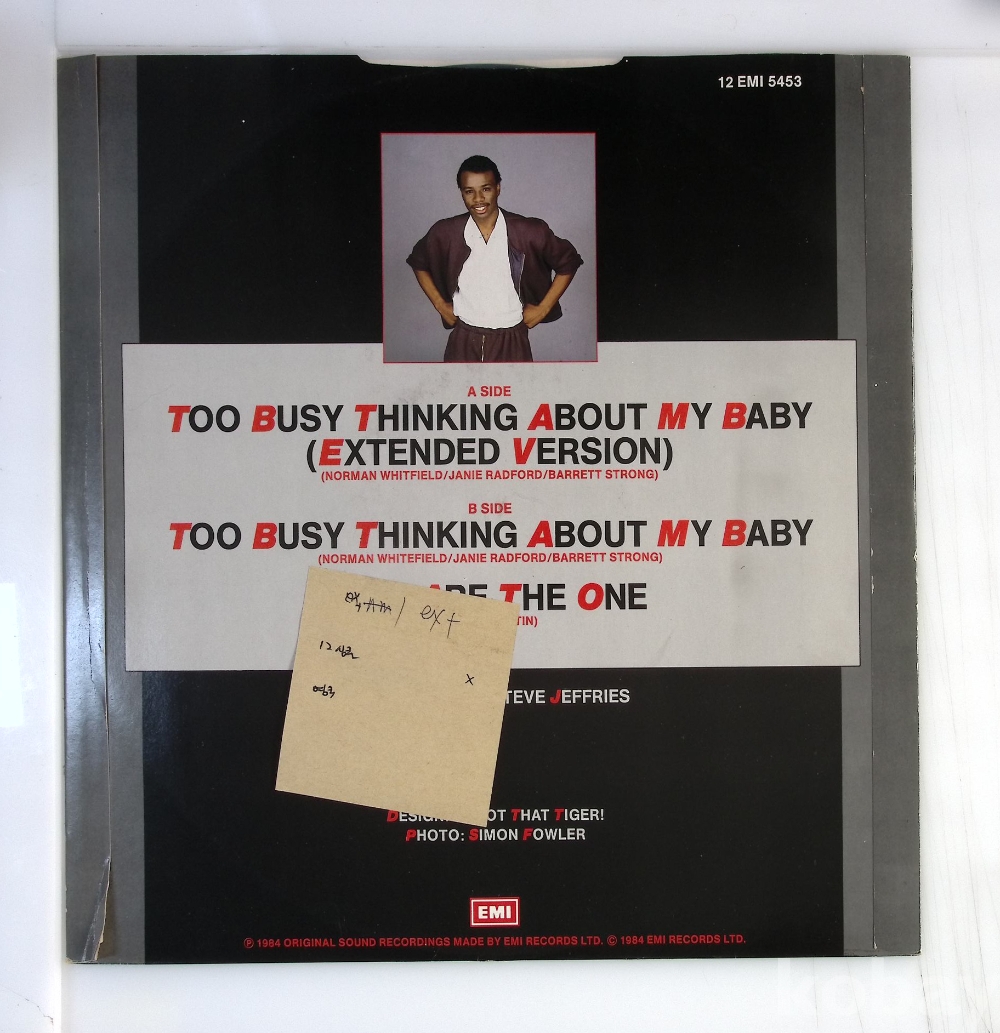 12 EMI 5453
A SIDE
TOO BUSY THINKING ABOUT MY BABY
(EXTENDED VERSION)
(NORMAN WHITFIELD/JANIE RADFORD/BARRETT STRONG)
B SIDE
TOO BUSY THINKING ABOUT MY BABY
(NORMAN WHITEFIELD/JANIE RADFORD/BARRETT STRONG)
ARE THE ONE
TIN)
/ ext
12 싱글
x
영국
TEVE JEFFRIES
DESIGN OT THAT TIGER!
PHOTO: SIMON FOWLER
EMI
℗ 1984 ORIGINAL SOUND RECORDINGS MADE BY EMI RECORDS LTD. © 1984 EMI RECORDS LTD.
koba